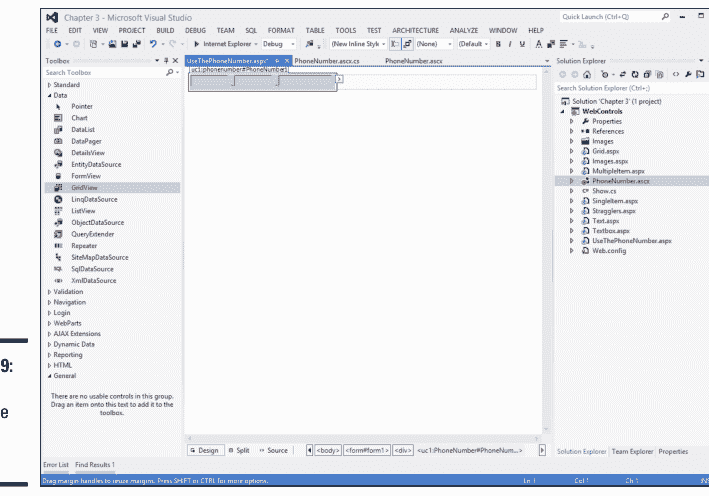 Chapter 3 - Microsoft Visual Studio
Quick Launch (Ctrl+Q)
FILE EDIT VIEW PROJECT BUILD DEBUG TEAM SQL FORMAT TABLE TOOLS TEST ARCHITECTURE ANALYZE WINDOW HELP
Internet Explorer Debug (New Inline Style (None) (Default B I U A
Toolbox
Search Toolbox
Standard
Data
Pointer
Chart
DataList
DataPager
DetailsView
EntityDataSource
FormView
GridView
LinqDataSource
ListView
ObjectDataSource
QueryExtender
Repeater
SiteMapDataSource
SqlDataSource
XmlDataSource
Validation
Navigation
Login
WebParts
AJAX Extensions
Dynamic Data
Reporting
HTML
General
There are no usable controls in this group.
Drag an item onto this text to add it to the
toolbox.
UseThePhoneNumber.aspx* PhoneNumber.ascx.cs PhoneNumber.ascx
uc1:phonenumber#PhoneNumber1
Design Split Source <body> <form#form1> <div> <uc1:PhoneNumber#PhoneNum...>
Solution Explorer
Search Solution Explorer (Ctrl+;)
Solution 'Chapter 3' (1 project)
WebControls
Properties
References
Images
Grid.aspx
Images.aspx
MultipleItem.aspx
PhoneNumber.ascx
Show.cs
SingleItem.aspx
Stragglers.aspx
Text.aspx
Textbox.aspx
UseThePhoneNumber.aspx
Web.config
Solution Explorer Team Explorer Properties
Error List Find Results 1
Drag margin handles to resize margins. Press SHIFT or CTRL for more options. Ln 1 Col 1 Ch 1 INS
9:
e